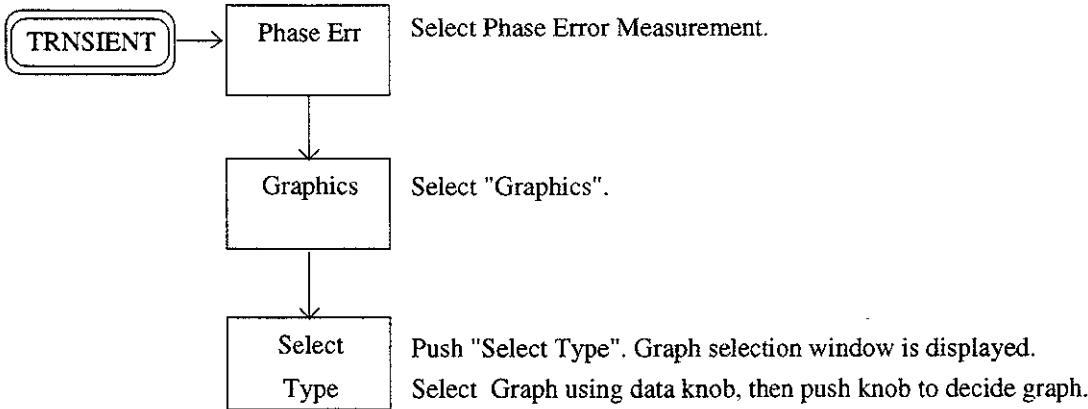 TRNSIENT
Phase Err
Select Phase Error Measurement.
Graphics
Select "Graphics".
Select
Type
Push "Select Type". Graph selection window is displayed.
Select Graph using data knob, then push knob to decide graph.